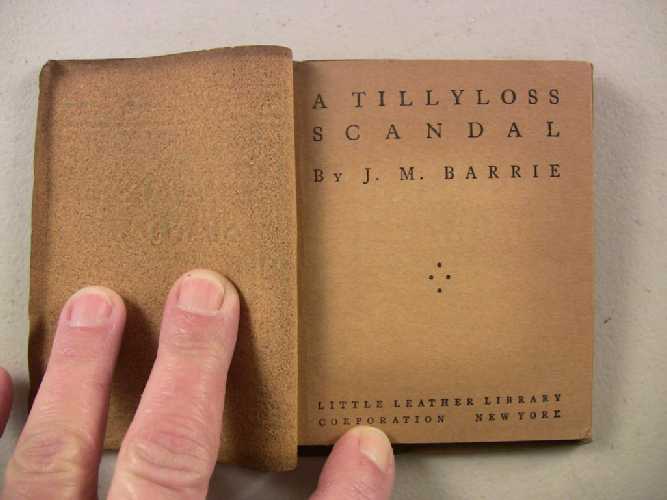 A TILLYLOSS
SCANDAL
BY J. M. BARRIE
LITTLE LEATHER LIBRARY
CORPORATION NEW YORK